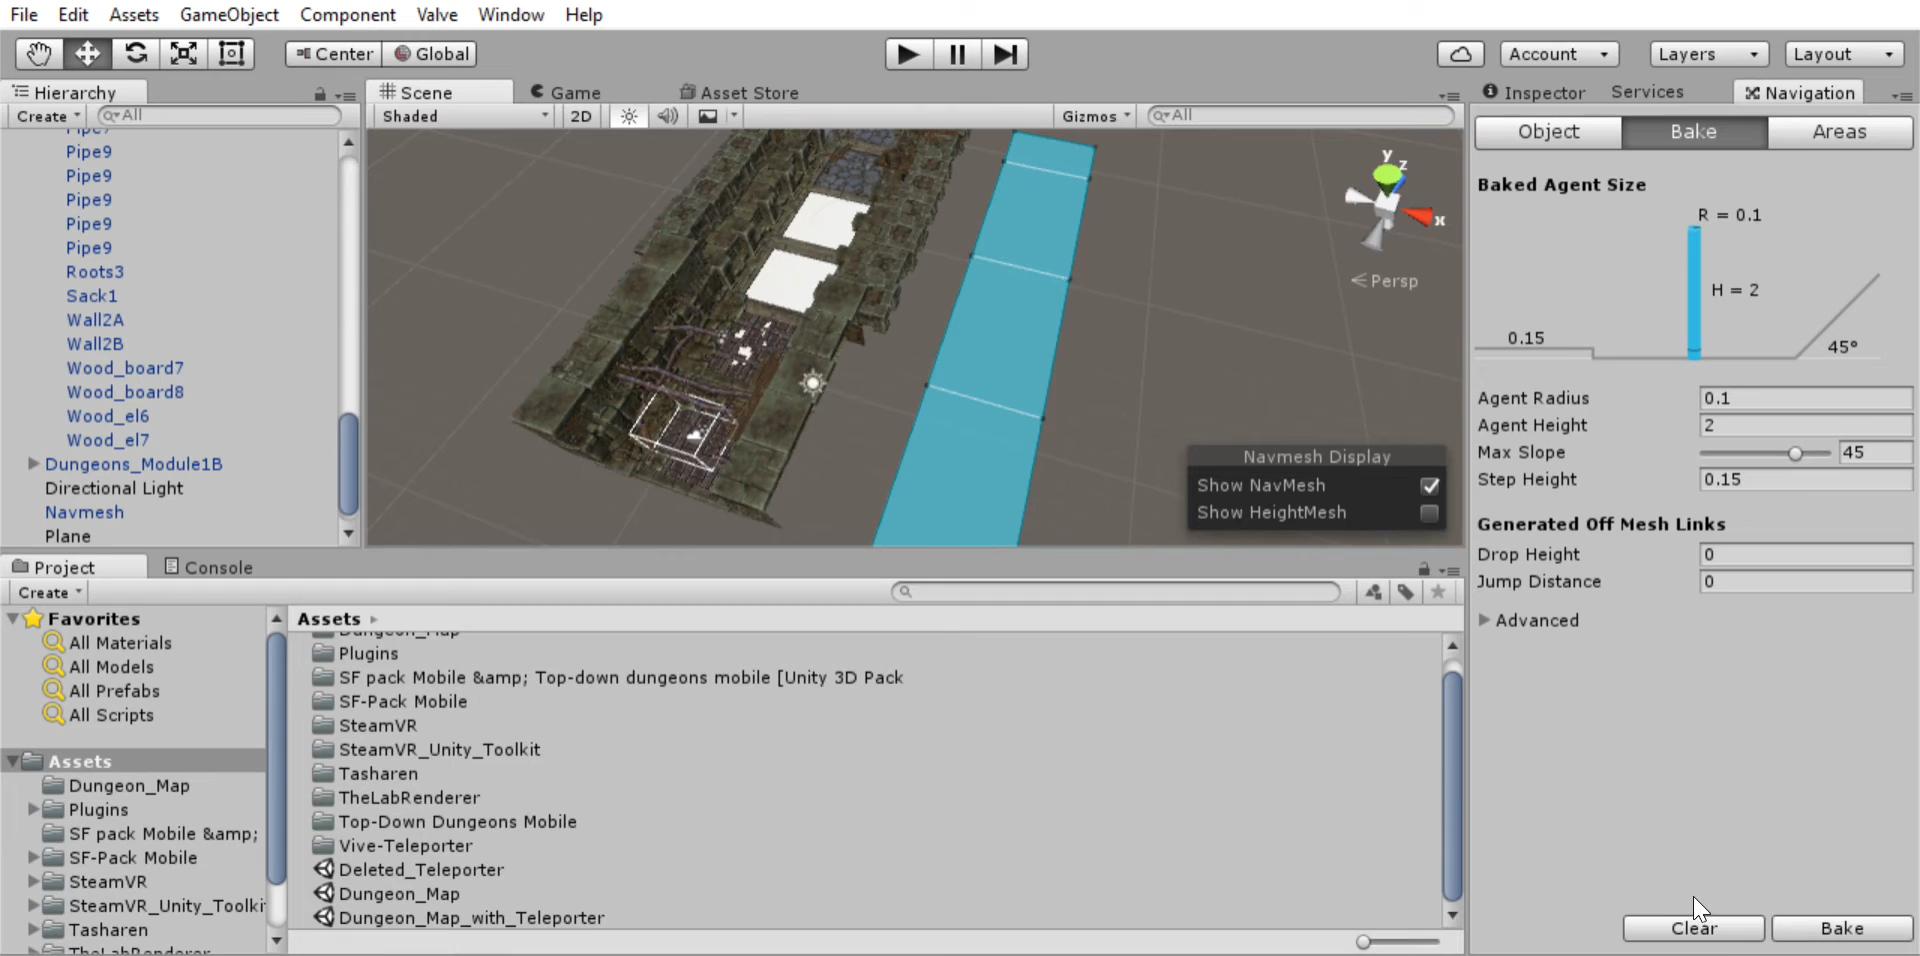 File Edit Assets GameObject Component Valve Window Help
Center Global Account Layers Layout
Hierarchy
Create All
Pipe7
Pipe9
Pipe9
Pipe9
Pipe9
Pipe9
Roots3
Sack1
Wall2A
Wall2B
Wood_board7
Wood_board8
Wood_el6
Wood_el7
Dungeons_Module1B
Directional Light
Navmesh
Plane
Scene Game Asset Store
Shaded 2D Gizmos All
y
z
x
Persp
Navmesh Display
Show NavMesh
Show HeightMesh
Inspector Services Navigation
Object Bake Areas
Baked Agent Size
R = 0.1
H = 2
0.15
45°
Agent Radius 0.1
Agent Height 2
Max Slope 45
Step Height 0.15
Generated Off Mesh Links
Drop Height 0
Jump Distance 0
Advanced
Clear Bake
Project Console
Create
Favorites
All Materials
All Models
All Prefabs
All Scripts
Assets
Dungeon_Map
Plugins
SF pack Mobile &amp;
SF-Pack Mobile
SteamVR
SteamVR_Unity_Toolki
Tasharen
TheLabRenderer
Assets
Dungeon_Map
Plugins
SF pack Mobile &amp; Top-down dungeons mobile [Unity 3D Pack
SF-Pack Mobile
SteamVR
SteamVR_Unity_Toolkit
Tasharen
TheLabRenderer
Top-Down Dungeons Mobile
Vive-Teleporter
Deleted_Teleporter
Dungeon_Map
Dungeon_Map_with_Teleporter